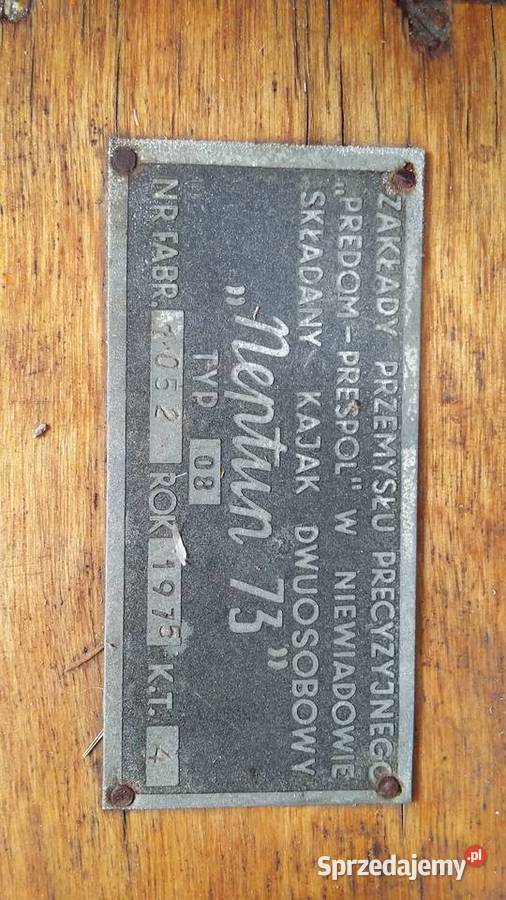 ZAKŁADY PRZEMYSŁU PRECYZYJNEGO
„PREDOM – PRESPOL" W NIEWIADOWIE
SKŁADANY KAJAK DWUOSOBOWY
„Neptun 73"
TYP 08
NR FABR. 1052 ROK 1975 K.T. 4
Sprzedajemy.pl